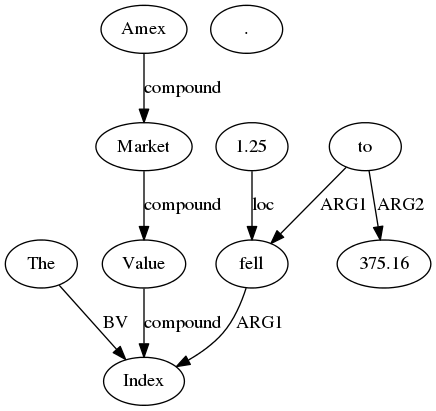 Amex .
compound
Market 1.25 to
compound loc ARG1 ARG2
The Value fell 375.16
BV compound ARG1
Index